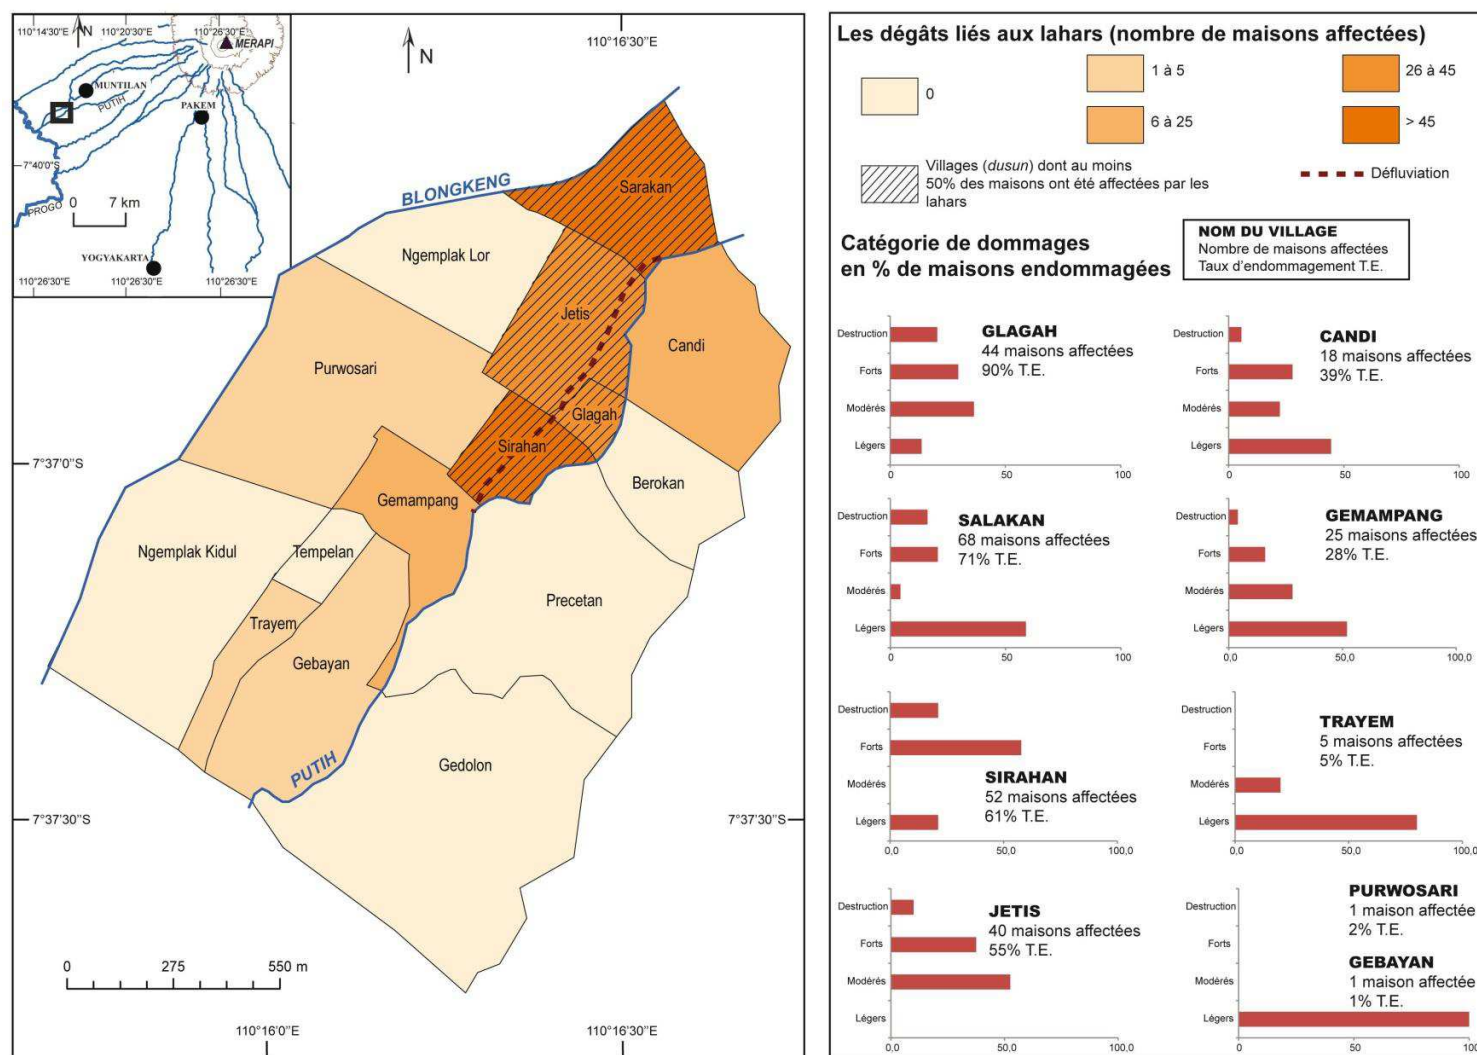 110°14'30"E
110°20'30"E
110°26'30"E
N
MERAPI
MUNTILAN
PUTIH
PAKEM
7°40'0"S
PROGO
0 7 km
YOGYAKARTA
110°26'30"E
110°26'30"E
110°26'30"E
N
110°16'30"E
BLONGKENG
Sarakan
Ngemplak Lor
Jetis
Candi
Purwosari
Glagah
Sirahan
7°37'0"S
Berokan
Gemampang
Ngemplak Kidul
Tempelan
Precetan
Trayem
Gebayan
PUTIH
Gedolon
7°37'30"S
7°37'30"S
0 275 550 m
110°16'0"E
110°16'30"E
Les dégâts liés aux lahars (nombre de maisons affectées)
0
1 à 5
26 à 45
6 à 25
> 45
Villages (dusun) dont au moins
50% des maisons ont été affectées par les
lahars
Défluviation
Catégorie de dommages
en % de maisons endommagées
NOM DU VILLAGE
Nombre de maisons affectées
Taux d'endommagement T.E.
Destruction
Forts
Modérés
Légers
0 50 100
GLAGAH
44 maisons affectées
90% T.E.
Destruction
Forts
Modérés
Légers
0 50 100
CANDI
18 maisons affectées
39% T.E.
Destruction
Forts
Modérés
Légers
0 50 100
SALAKAN
68 maisons affectées
71% T.E.
Destruction
Forts
Modérés
Légers
0,0 50,0 100,0
GEMAMPANG
25 maisons affectées
28% T.E.
Destruction
Forts
Modérés
Légers
0,0 50,0 100,0
SIRAHAN
52 maisons affectées
61% T.E.
Destruction
Forts
Modérés
Légers
0,0 50,0 100,0
TRAYEM
5 maisons affectées
5% T.E.
Destruction
Forts
Modérés
Légers
0,0 50,0 100,0
JETIS
40 maisons affectées
55% T.E.
Destruction
Forts
Modérés
Légers
0,0 50,0 100
PURWOSARI
1 maison affectée
2% T.E.
GEBAYAN
1 maison affectée
1% T.E.